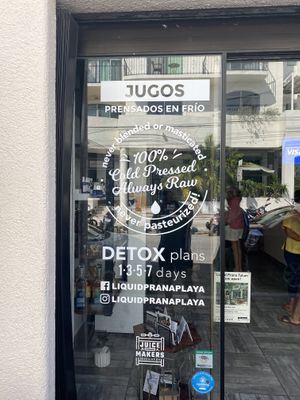 JUGOS
PRENSADOS EN FRÍO
never blended or masticated
100%
Cold Pressed
Always Raw
never pasteurized!
DETOX plans
1·3·5·7 days
LIQUIDPRANAPLAYA
LIQUIDPRANAPLAYA
JUICE
MAKERS
VISA